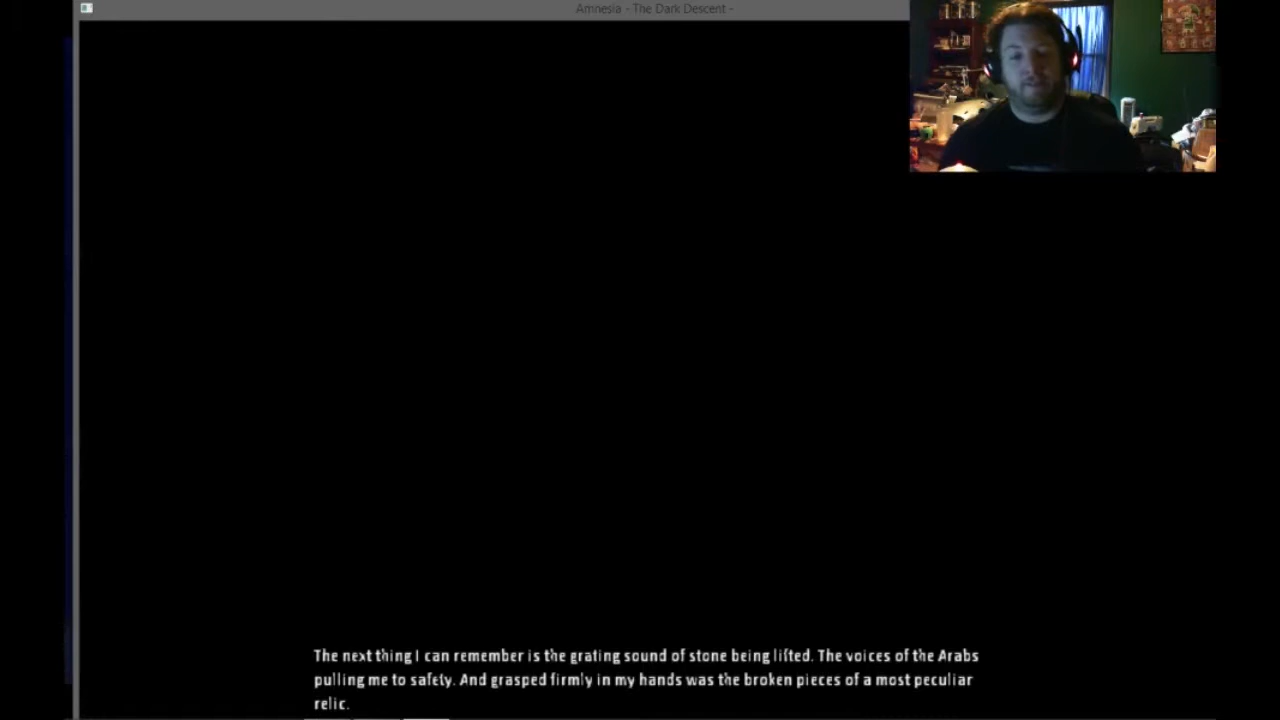 Amnesia - The Dark Descent -
The next thing I can remember is the grating sound of stone being lifted. The voices of the Arabs
pulling me to safety. And grasped firmly in my hands was the broken pieces of a most peculiar
relic.